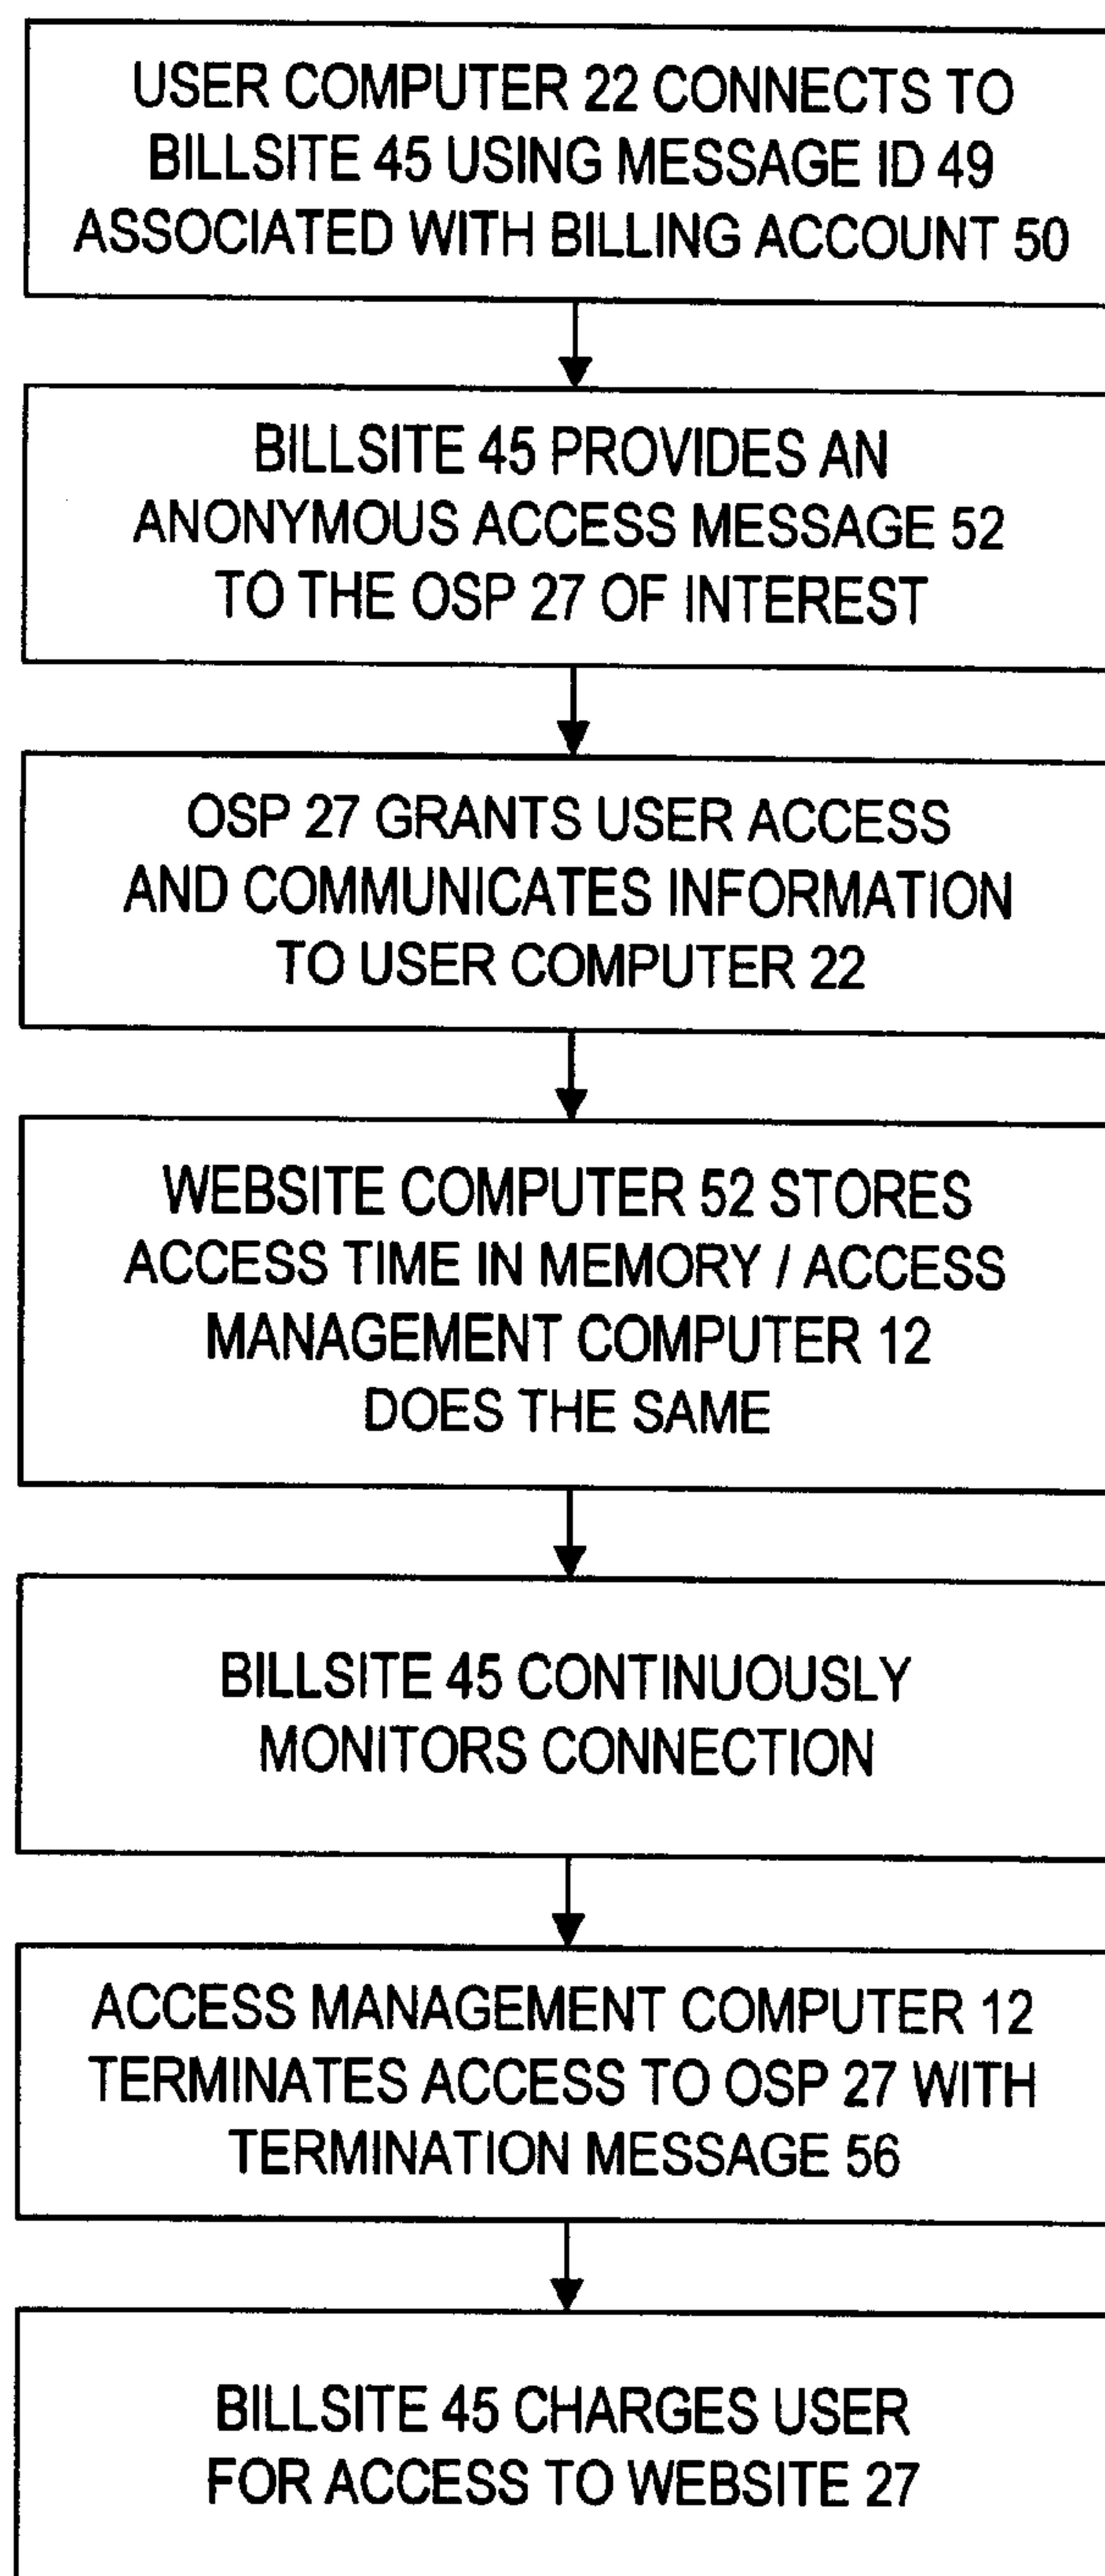 USER COMPUTER 22 CONNECTS TO
BILLSITE 45 USING MESSAGE ID 49
ASSOCIATED WITH BILLING ACCOUNT 50
BILLSITE 45 PROVIDES AN
ANONYMOUS ACCESS MESSAGE 52
TO THE OSP 27 OF INTEREST
OSP 27 GRANTS USER ACCESS
AND COMMUNICATES INFORMATION
TO USER COMPUTER 22
WEBSITE COMPUTER 52 STORES
ACCESS TIME IN MEMORY / ACCESS
MANAGEMENT COMPUTER 12
DOES THE SAME
BILLSITE 45 CONTINUOUSLY
MONITORS CONNECTION
ACCESS MANAGEMENT COMPUTER 12
TERMINATES ACCESS TO OSP 27 WITH
TERMINATION MESSAGE 56
BILLSITE 45 CHARGES USER
FOR ACCESS TO WEBSITE 27